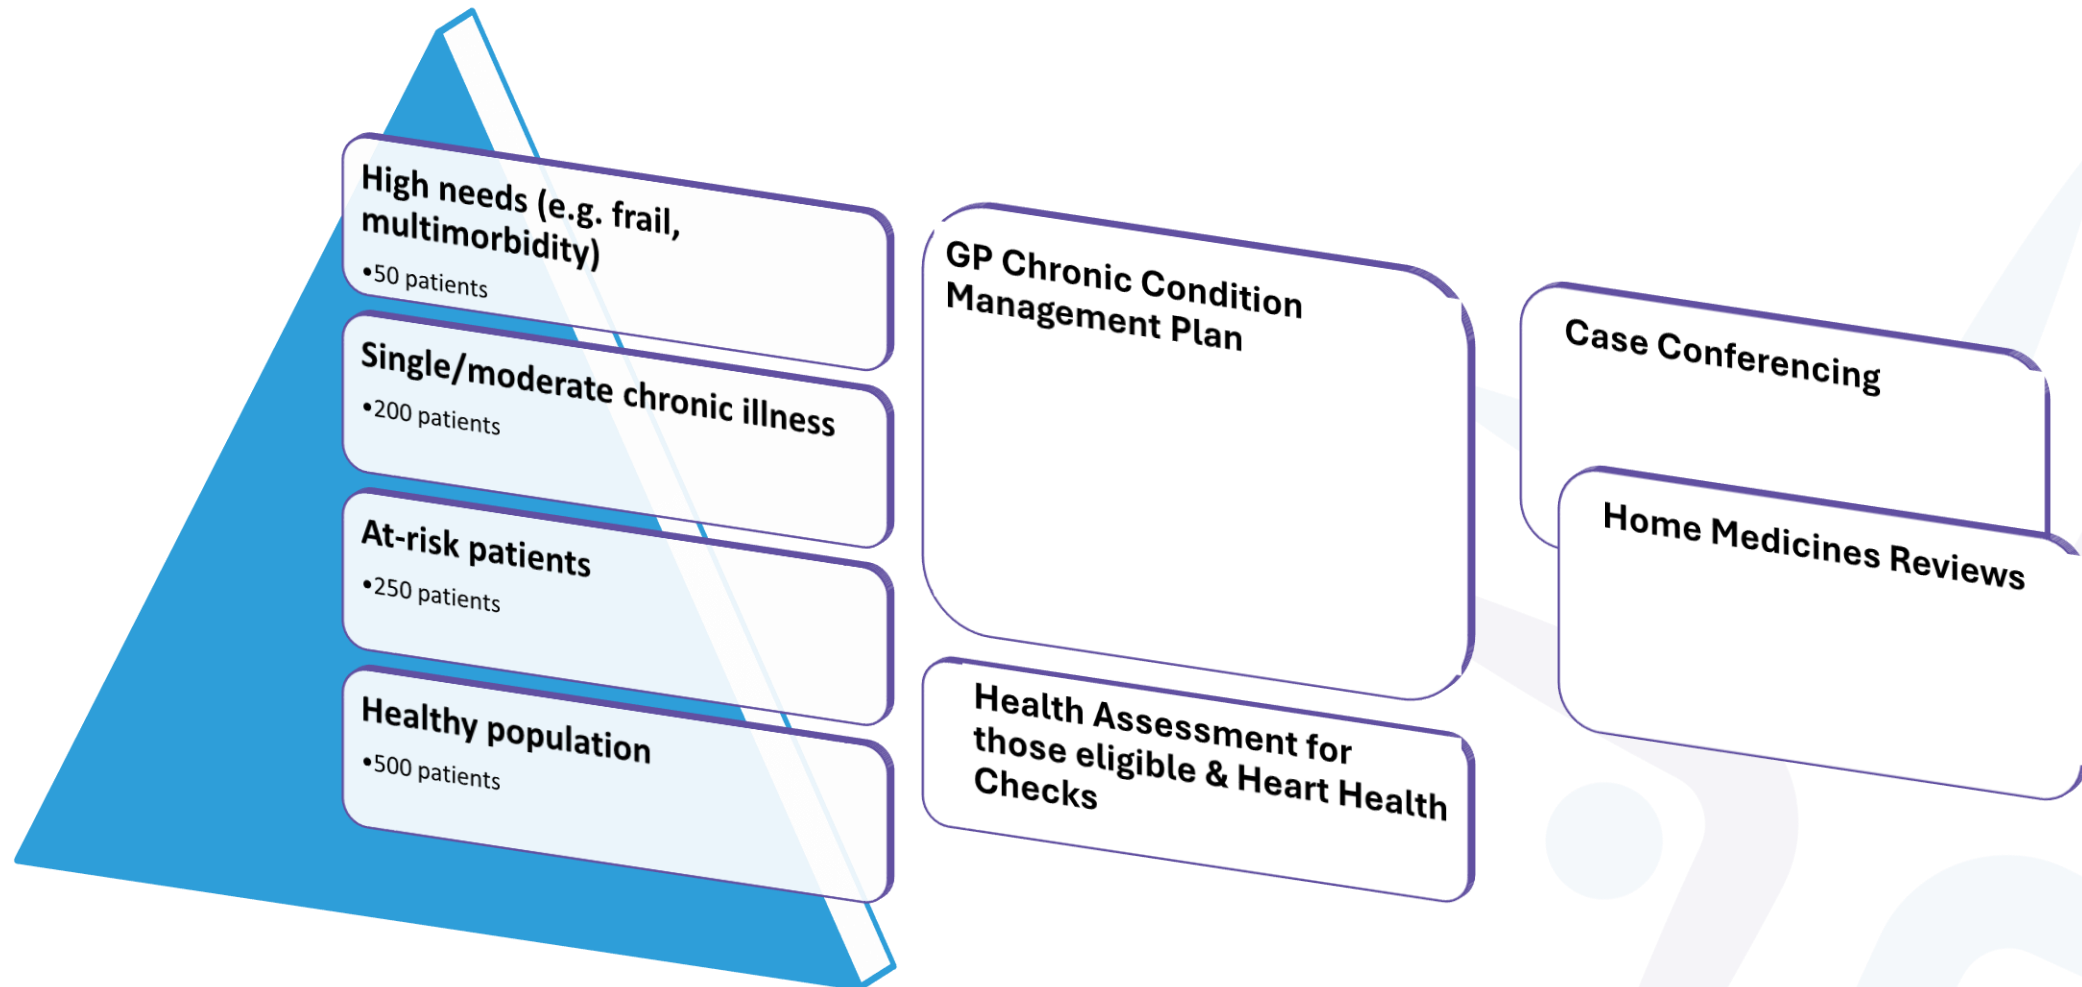 High needs (e.g. frail,
multimorbidity)
•50 patients
Single/moderate chronic illness
•200 patients
At-risk patients
•250 patients
Healthy population
•500 patients
GP Chronic Condition
Management Plan
Health Assessment for
those eligible & Heart Health
Checks
Case Conferencing
Home Medicines Reviews